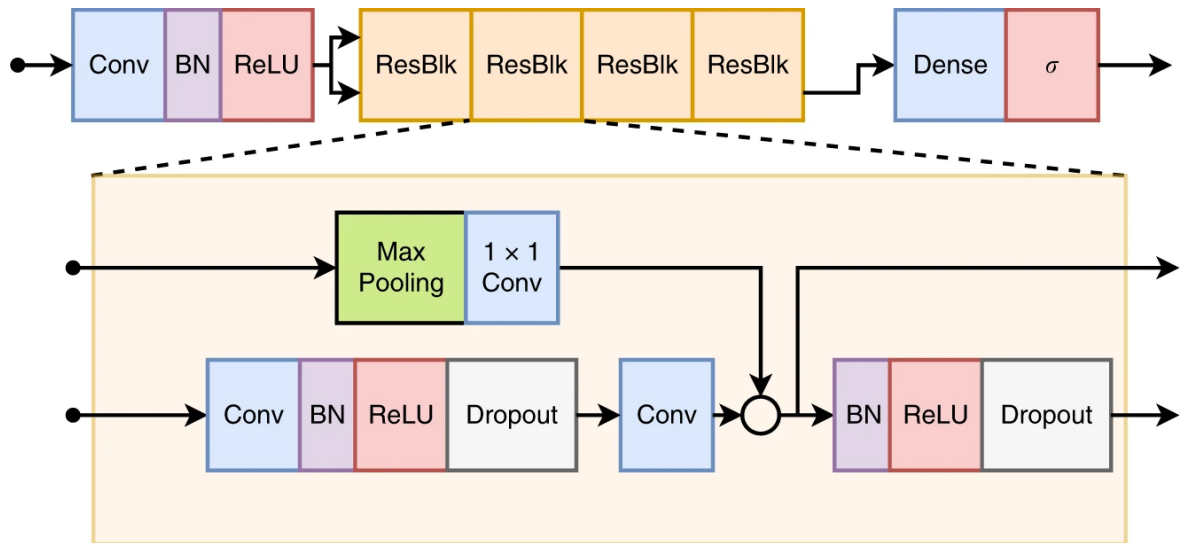 Conv BN ReLU ResBlk ResBlk ResBlk ResBlk Dense σ
Max
Pooling
1 × 1
Conv
Conv BN ReLU Dropout Conv BN ReLU Dropout